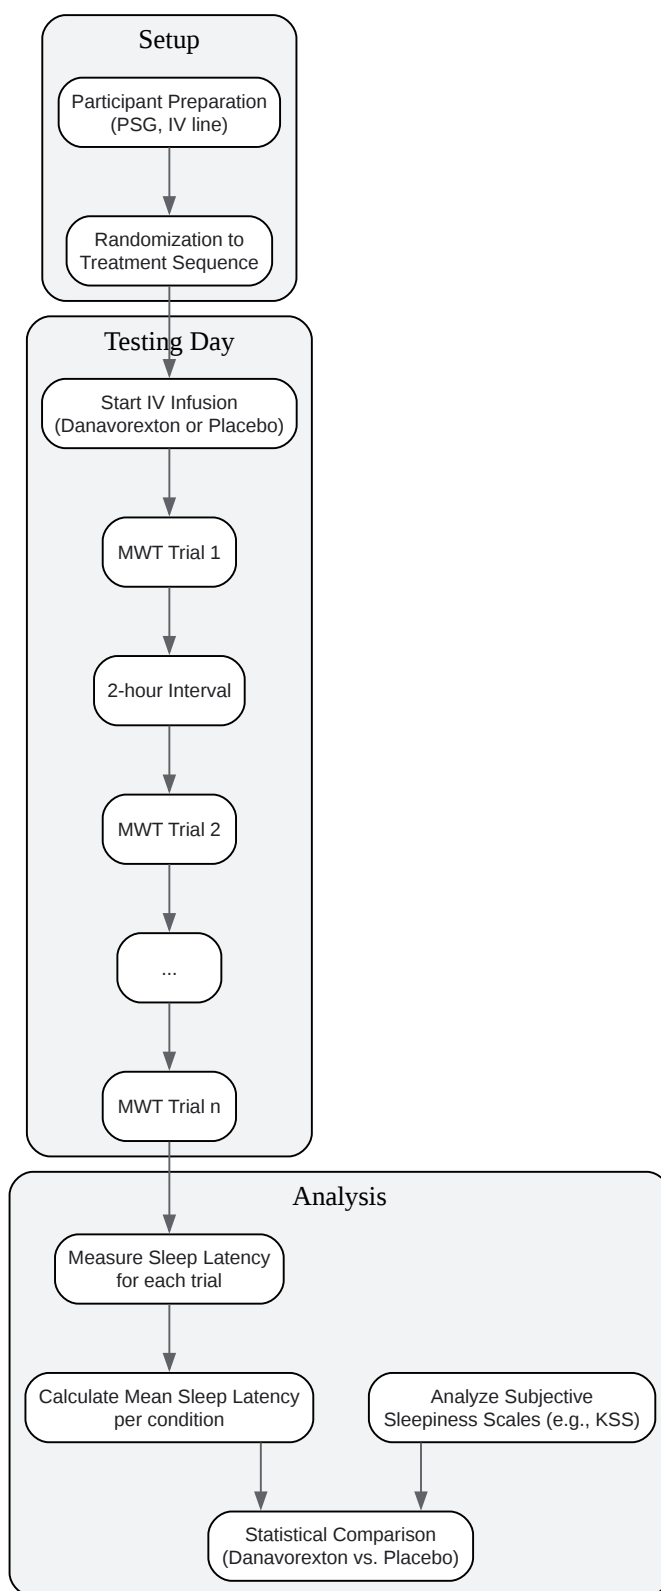 Setup
Participant Preparation
(PSG, IV line)
Randomization to
Treatment Sequence
Testing Day
Start IV Infusion
(Danavorexton or Placebo)
MWT Trial 1
2-hour Interval
MWT Trial 2
...
MWT Trial n
Analysis
Measure Sleep Latency
for each trial
Calculate Mean Sleep Latency
per condition
Analyze Subjective
Sleepiness Scales (e.g., KSS)
Statistical Comparison
(Danavorexton vs. Placebo)